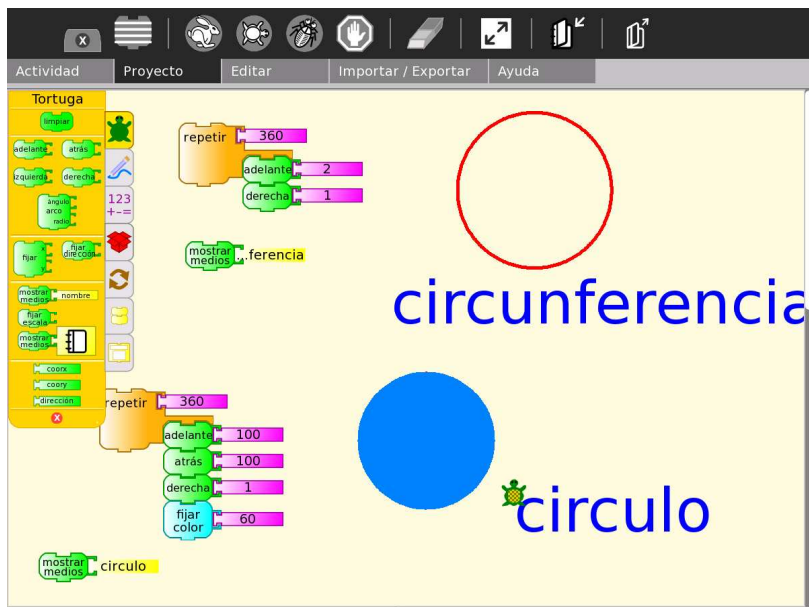 x
Actividad Proyecto Editar Importar / Exportar Ayuda
Tortuga
limpiar
adelante atrás
izquierda derecha
ángulo
arco
radio
x
fijar
y
fijar
dirección
mostrar
medios nombre
fijar
escala
mostrar
medios
coorx
coory
dirección
x
123
+-=
repetir 360
adelante 2
derecha 1
mostrar
medios ...ferencia
circunferencia
repetir 360
adelante 100
atrás 100
derecha 1
fijar
color 60
mostrar
medios circulo
circulo